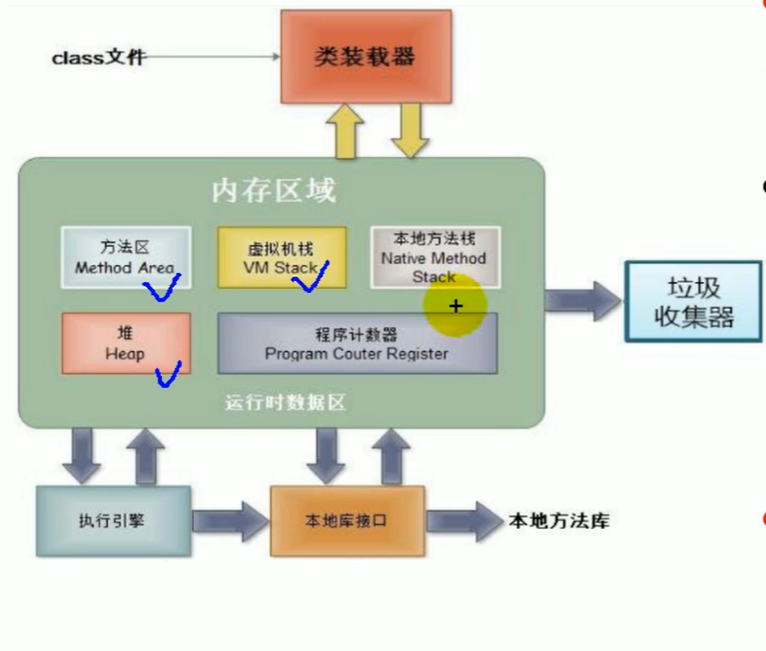 class文件
类装载器
内存区域
方法区
Method Area
虚拟机栈
VM Stack
本地方法栈
Native Method
Stack
堆
Heap
程序计数器
Program Couter Register
运行时数据区
垃圾
收集器
执行引擎
本地库接口
本地方法库